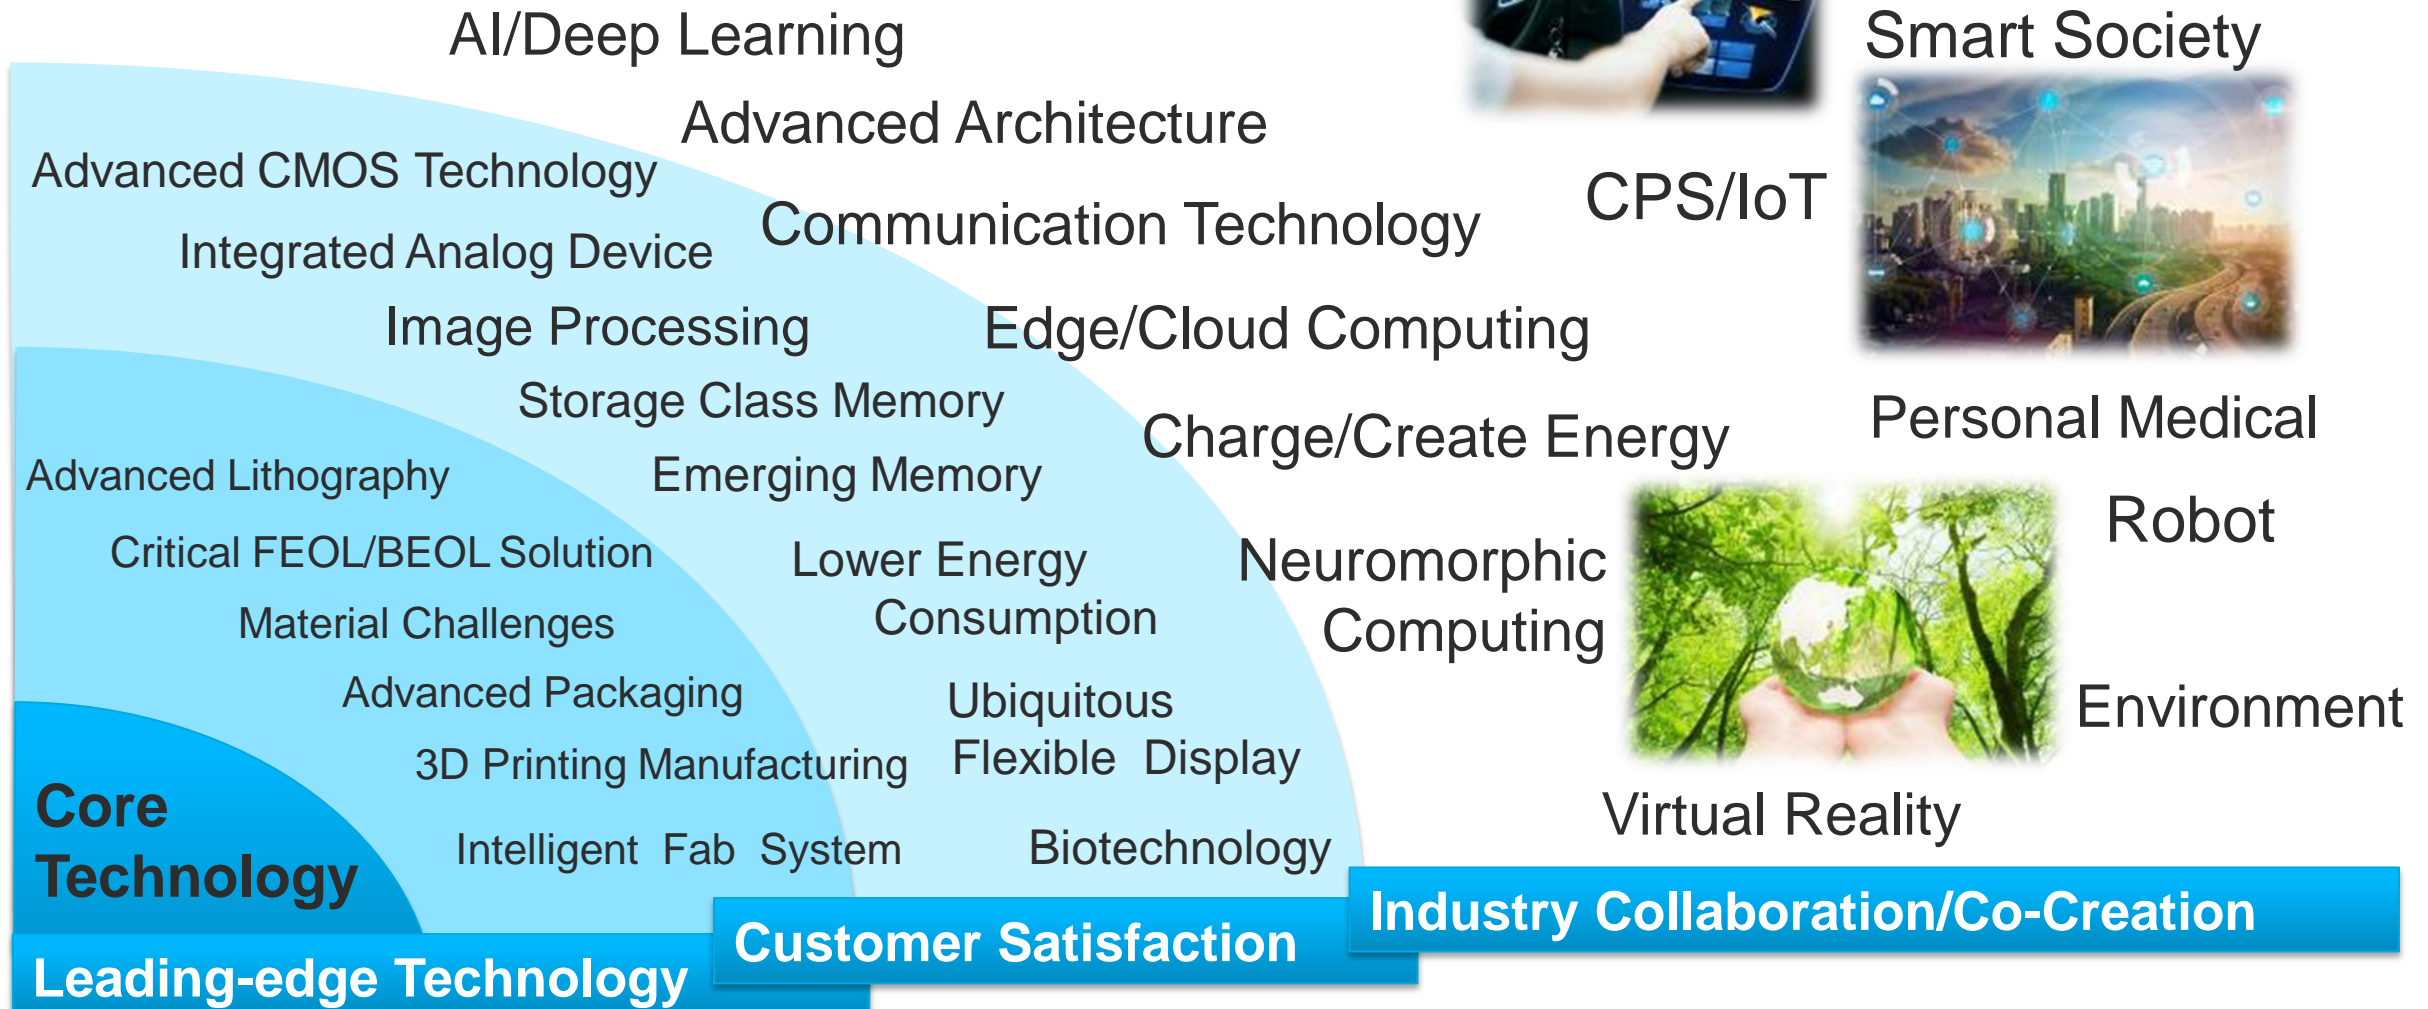 AI/Deep Learning
Smart Society
Advanced Architecture
Advanced CMOS Technology
CPS/IoT
Communication Technology
Integrated Analog Device
Image Processing
Edge/Cloud Computing
Storage Class Memory
Personal Medical
Charge/Create Energy
Advanced Lithography
Emerging Memory
Robot
Critical FEOL/BEOL Solution
Lower Energy
Consumption
Neuromorphic
Computing
Material Challenges
Advanced Packaging
Ubiquitous
Flexible Display
Environment
3D Printing Manufacturing
Virtual Reality
Core
Technology
Intelligent Fab System
Biotechnology
Industry Collaboration/Co-Creation
Customer Satisfaction
Leading-edge Technology